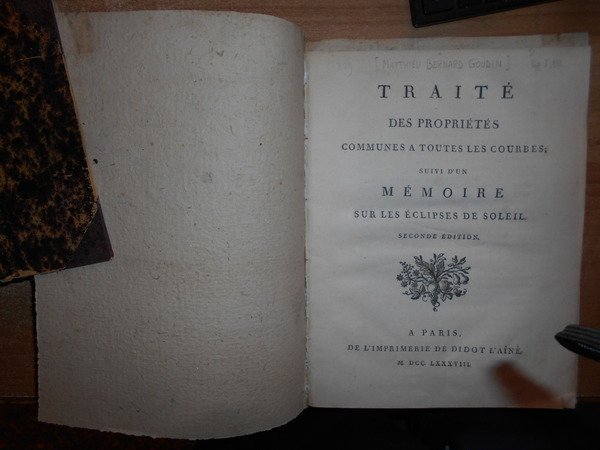 [MATTHIEU BERNARD GOUDIN]
TRAITÉ
DES PROPRIÉTÉS
COMMUNES A TOUTES LES COURBES;
SUIVI D'UN
MÉMOIRE
SUR LES ÉCLIPSES DE SOLEIL.
SECONDE ÉDITION.
A PARIS,
DE L'IMPRIMERIE DE DIDOT L'AÎNÉ.
M. DCC. LXXXVIII.